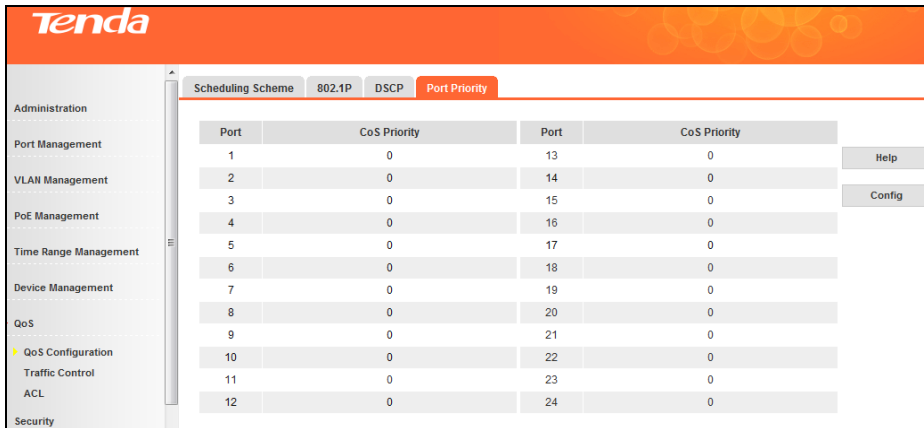 Tenda
Scheduling Scheme 802.1P DSCP Port Priority
Administration
Port Management
VLAN Management
PoE Management
Time Range Management
Device Management
QoS
QoS Configuration
Traffic Control
ACL
Security
Port CoS Priority Port CoS Priority
1 0 13 0
2 0 14 0
3 0 15 0
4 0 16 0
5 0 17 0
6 0 18 0
7 0 19 0
8 0 20 0
9 0 21 0
10 0 22 0
11 0 23 0
12 0 24 0
Help
Config